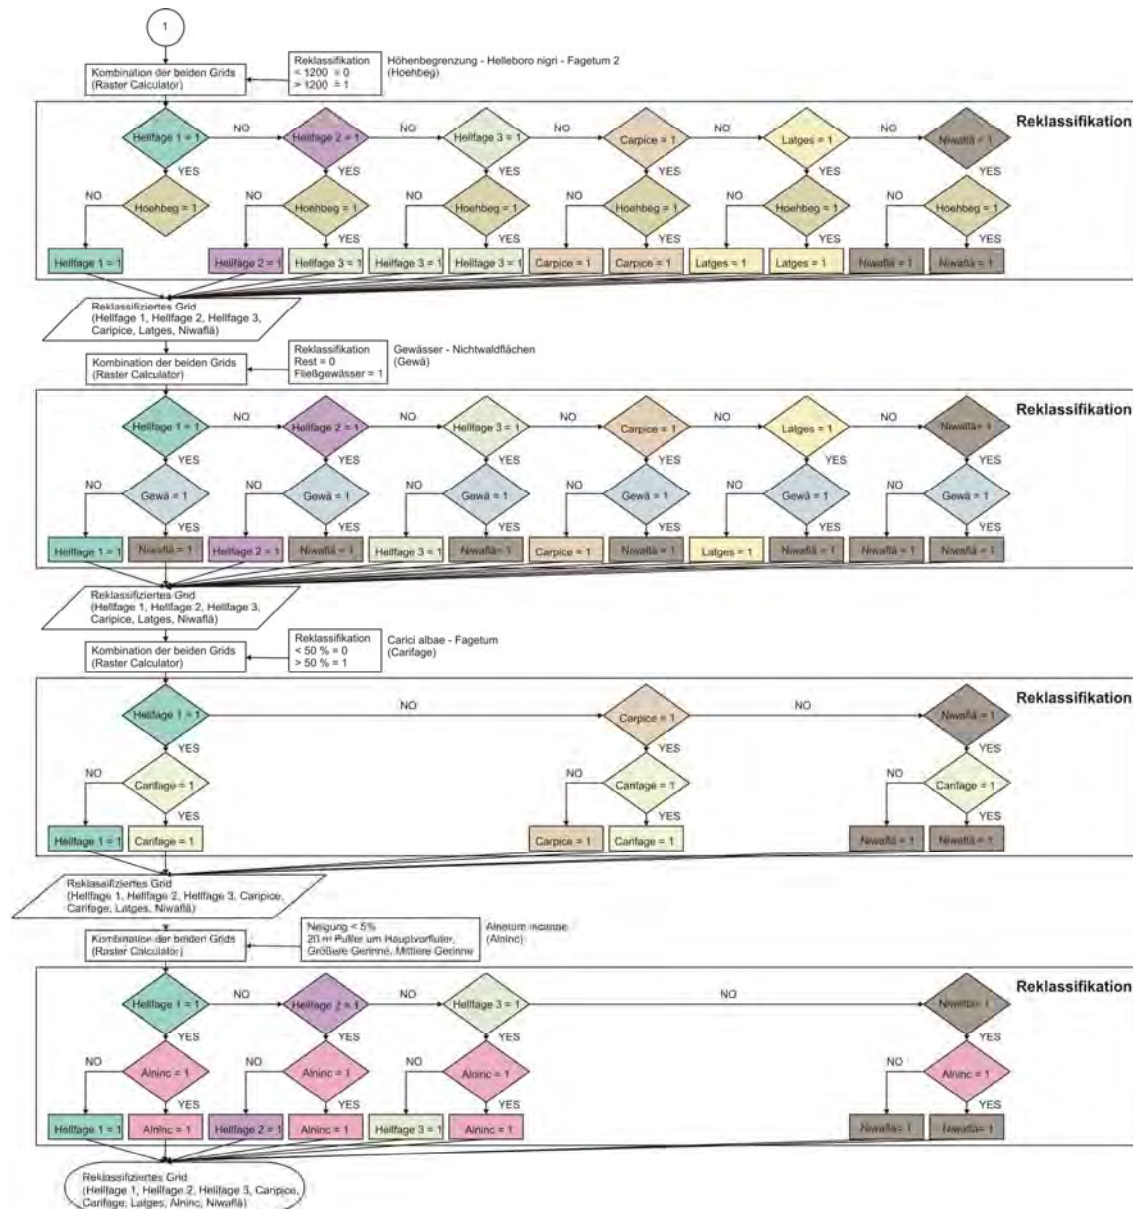 1
Kombination der beiden Grids
(Raster Calculator)
Reklassifikation
< 1200 = 0
> 1200 = 1
Höhenbegrenzung - Helleboro nigri - Fagetum 2
(Hoehbeg)
Reklassifikation
Hellfage 1 = 1 NO Hellfage 2 = 1 NO Hellfage 3 = 1 NO Carpice = 1 NO Latges = 1 NO Niwaflä = 1
YES YES YES YES YES YES
NO Hoehbeg = 1 NO Hoehbeg = 1 NO Hoehbeg = 1 NO Hoehbeg = 1 NO Hoehbeg = 1 NO Hoehbeg = 1
YES YES YES YES YES
Hellfage 1 = 1 Hellfage 2 = 1 Hellfage 3 = 1 Hellfage 3 = 1 Hellfage 3 = 1 Carpice = 1 Carpice = 1 Latges = 1 Latges = 1 Niwaflä = 1 Niwaflä = 1
Reklassifiziertes Grid
(Hellfage 1, Hellfage 2, Hellfage 3,
Caripice, Latges, Niwaflä)
Kombination der beiden Grids
(Raster Calculator)
Reklassifikation
Rest = 0
Fließgewässer = 1
Gewässer - Nichtwaldflächen
(Gewä)
Reklassifikation
Hellfage 1 = 1 NO Hellfage 2 = 1 NO Hellfage 3 = 1 NO Carpice = 1 NO Latges = 1 NO Niwaflä= 1
YES YES YES YES YES YES
NO Gewä = 1 NO Gewä = 1 NO Gewä = 1 NO Gewä = 1 NO Gewä = 1 NO Gewä = 1
YES YES YES YES YES YES
Hellfage 1 = 1 Niwaflä = 1 Hellfage 2 = 1 Niwaflä = 1 Hellfage 3 = 1 Niwaflä= 1 Carpice = 1 Niwaflä = 1 Latges = 1 Niwaflä = 1 Niwaflä = 1 Niwaflä = 1
Reklassifiziertes Grid
(Hellfage 1, Hellfage 2, Hellfage 3,
Caripice, Latges, Niwaflä)
Kombination der beiden Grids
(Raster Calculator)
Reklassifikation
< 50 % = 0
> 50 % = 1
Carici albae - Fagetum
(Carifage)
Reklassifikation
Hellfage 1 = 1 NO Carpice = 1 NO Niwaflä = 1
YES YES YES
NO Carifage = 1 NO Carifage = 1 NO Carifage = 1
YES YES YES
Hellfage 1 = 1 Carifage = 1 Carpice = 1 Carifage = 1 Niwaflä = 1 Niwaflä = 1
Reklassifiziertes Grid
(Hellfage 1, Hellfage 2, Hellfage 3, Caripice,
Carifage, Latges, Niwaflä)
Kombination der beiden Grids
(Raster Calculator)
Neigung < 5%
20 m Puffer um Hauptvorfluter,
Größere Gerinne, Mittlere Gerinne
Alnetum incanae
(Alninc)
Reklassifikation
Hellfage 1 = 1 NO Hellfage 2 = 1 NO Hellfage 3 = 1 NO Niwaflä= 1
YES YES YES YES
NO Alninc = 1 NO Alninc = 1 NO Alninc = 1 NO Alninc = 1
YES YES YES YES
Hellfage 1 = 1 Alninc = 1 Hellfage 2 = 1 Alninc = 1 Hellfage 3 = 1 Alninc = 1 Niwaflä= 1 Niwaflä= 1
Reklassifiziertes Grid
(Hellfage 1, Hellfage 2, Hellfage 3, Caripice,
Carifage, Latges, Alninc, Niwaflä)